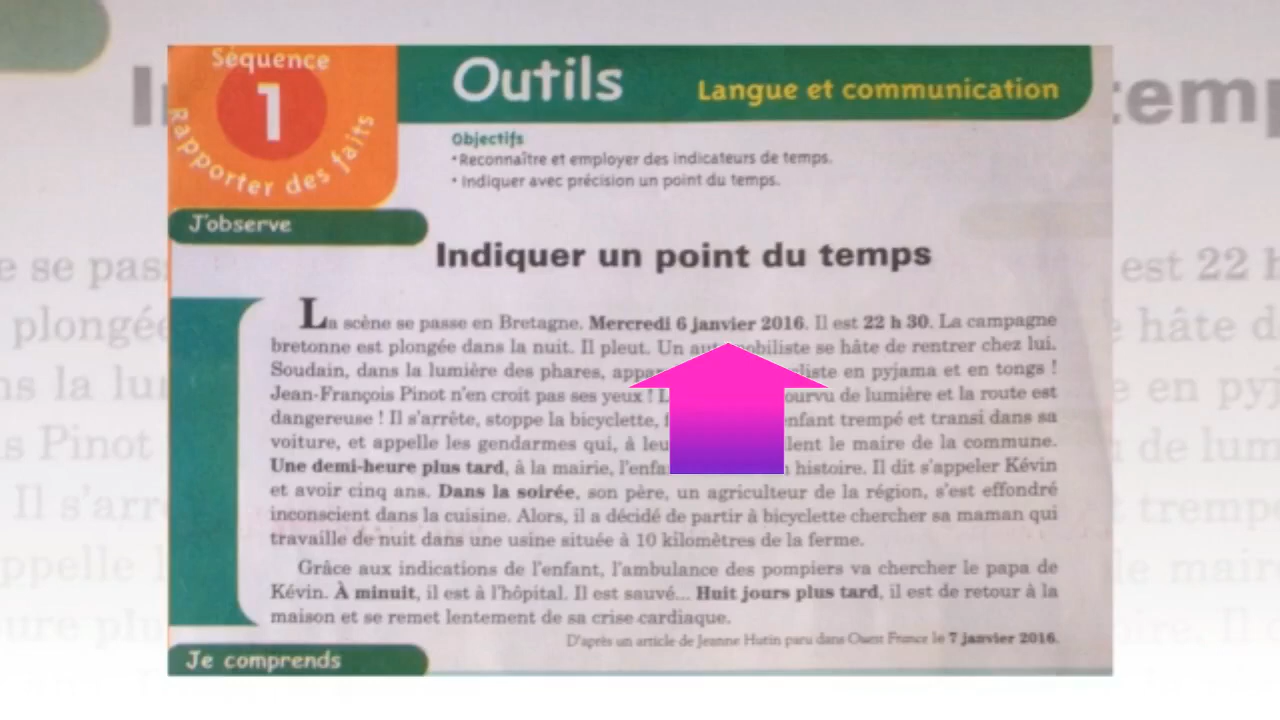 Séquence
1
Rapporter des faits
Outils
Langue et communication
Objectifs
• Reconnaître et employer des indicateurs de temps.
• Indiquer avec précision un point du temps.
J'observe
Indiquer un point du temps
La scène se passe en Bretagne. Mercredi 6 janvier 2016. Il est 22 h 30. La campagne
bretonne est plongée dans la nuit. Il pleut. Un automobiliste se hâte de rentrer chez lui.
Soudain, dans la lumière des phares, en pyjama et en tongs !
Jean-François Pinot n'en croit pas ses yeux ! de lumière et la route est
dangereuse ! Il s'arrête, stoppe la bicyclette, enfant trempé et transi dans sa
voiture, et appelle les gendarmes qui, à le maire de la commune.
Une demi-heure plus tard, à la mairie, histoire. Il dit s'appeler Kévin
et avoir cinq ans. Dans la soirée, son père, un agriculteur de la région, s'est effondré
inconscient dans la cuisine. Alors, il a décidé de partir à bicyclette chercher sa maman qui
travaille de nuit dans une usine située à 10 kilomètres de la ferme.
Grâce aux indications de l'enfant, l'ambulance des pompiers va chercher le papa de
Kévin. À minuit, il est à l'hôpital. Il est sauvé... Huit jours plus tard, il est de retour à la
maison et se remet lentement de sa crise cardiaque.
D'après un article de Jeanne Hutin paru dans Ouest France le 7 janvier 2016.
Je comprends